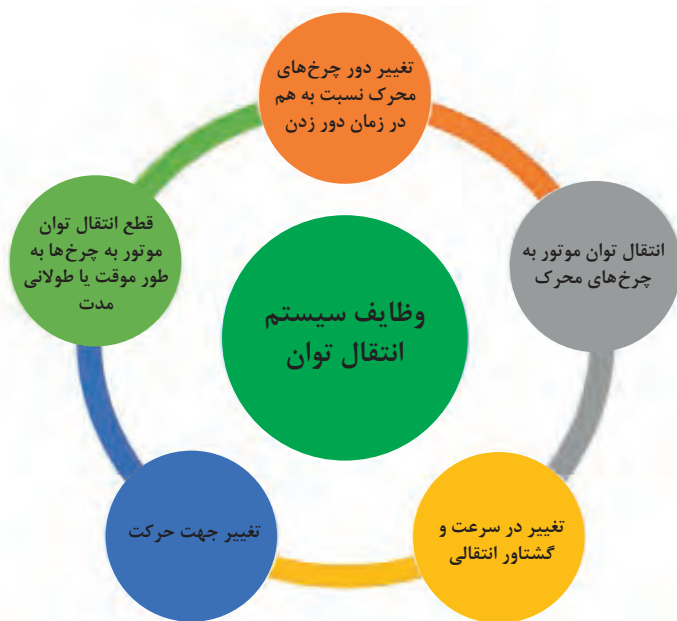 تغییر دور چرخ‌های
محرک نسبت به هم
در زمان دور زدن
قطع انتقال توان
موتور به چرخ‌ها به
طور موقت یا طولانی
مدت
انتقال توان موتور به
چرخ‌های محرک
وظایف سیستم
انتقال توان
تغییر جهت حرکت
تغییر در سرعت و
گشتاور انتقالی